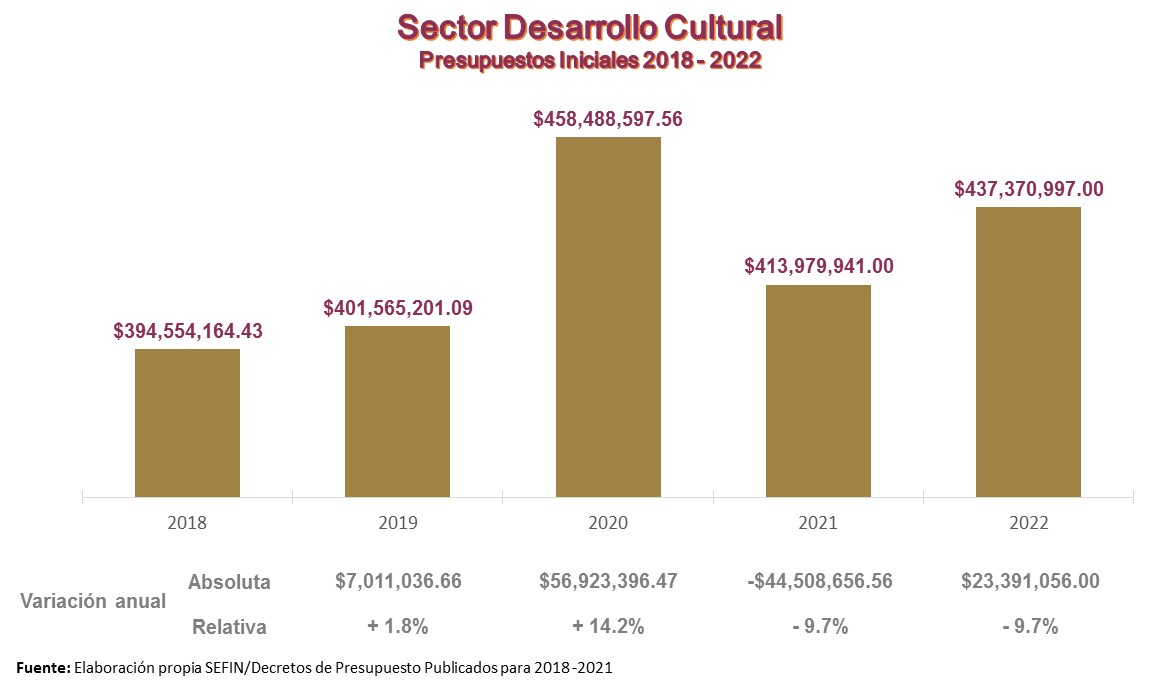 Sector Desarrollo Cultural
Presupuestos Iniciales 2018 - 2022
$458,488,597.56
$437,370,997.00
$413,979,941.00
$401,565,201.09
$394,554,164.43
2018 2019 2020 2021 2022
Variación anual
Absoluta $7,011,036.66 $56,923,396.47 -$44,508,656.56 $23,391,056.00
Relativa + 1.8% + 14.2% - 9.7% - 9.7%
Fuente: Elaboración propia SEFIN/Decretos de Presupuesto Publicados para 2018 -2021